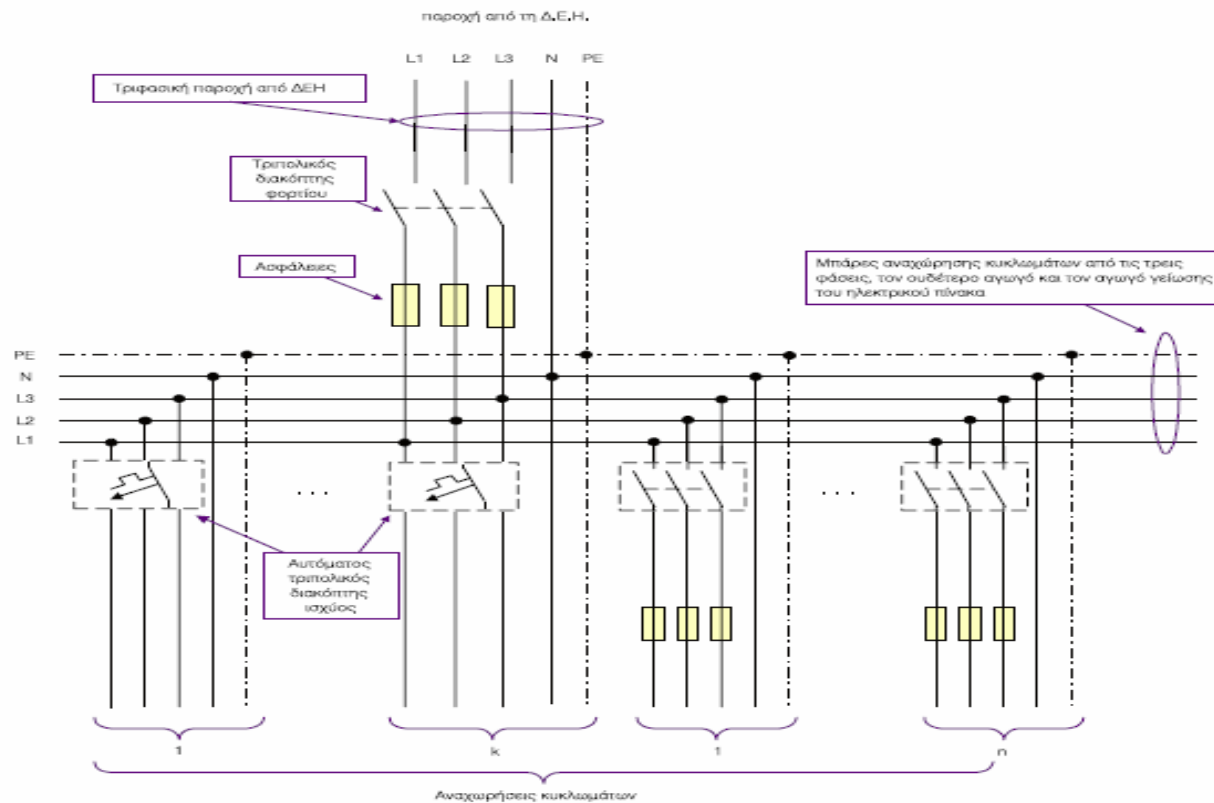 παροχή από τη Δ.Ε.Η.
L1 L2 L3 N PE
Τριφασική παροχή από ΔΕΗ
Τριπολικός
διακόπτης
φορτίου
Ασφάλειες
Μπάρες αναχώρησης κυκλωμάτων από τις τρεις
φάσεις, τον ουδέτερο αγωγό και τον αγωγό γείωσης
του ηλεκτρικού πίνακα
PE
N
L3
L2
L1
... ...
Αυτόματος
τριπολικός
διακόπτης
ισχύος
1 k 1 n
Αναχωρήσεις κυκλωμάτων